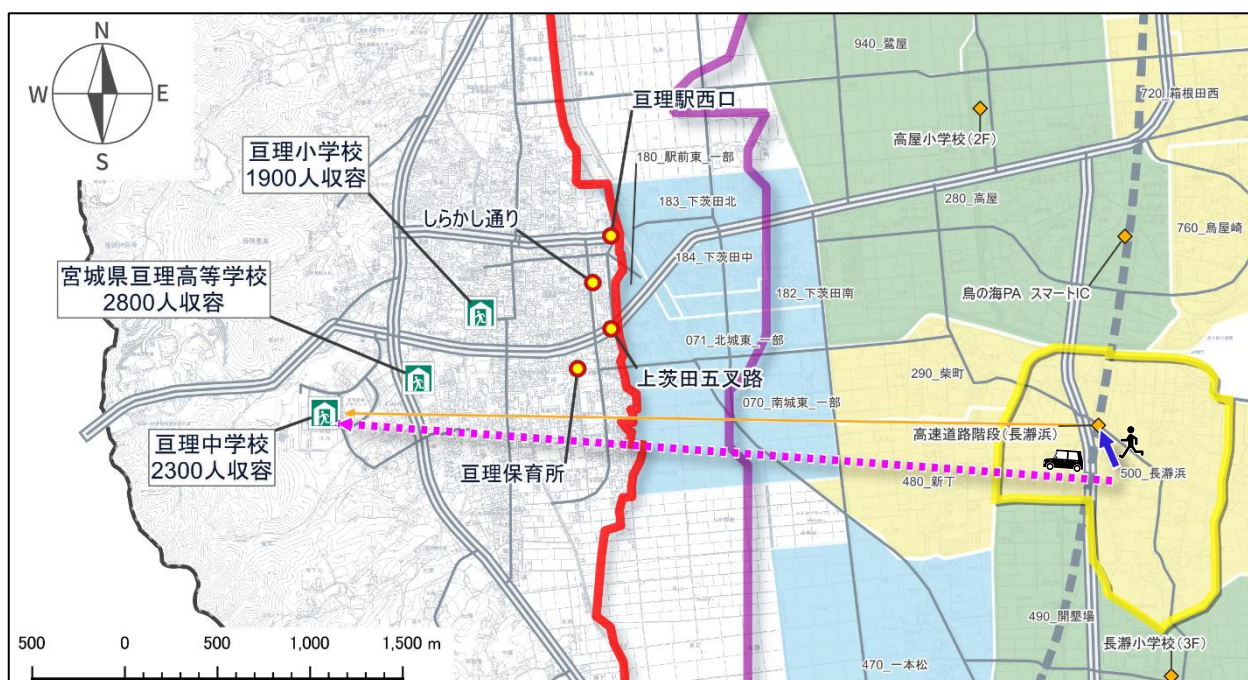 N
W
E
S
亘理小学校
1900人収容
しらかし通り
宮城県亘理高等学校
2800人収容
亘理中学校
2300人収容
亘理保育所
上茨田五叉路
亘理駅西口
180_駅前東_一部
183_下茨田北
184_下茨田中
182_下茨田南
071_北城東_一部
070_南城東_一部
940_鷺屋
高屋小学校(2F)
720_箱根田西
280_高屋
760_鳥屋崎
鳥の海PA スマートIC
290_柴町
高速道路階段(長瀞浜)
500_長瀞浜
480_新丁
490_開墾場
長瀞小学校(3F)
470_一本松
500
0
500
1,000
1,500 m